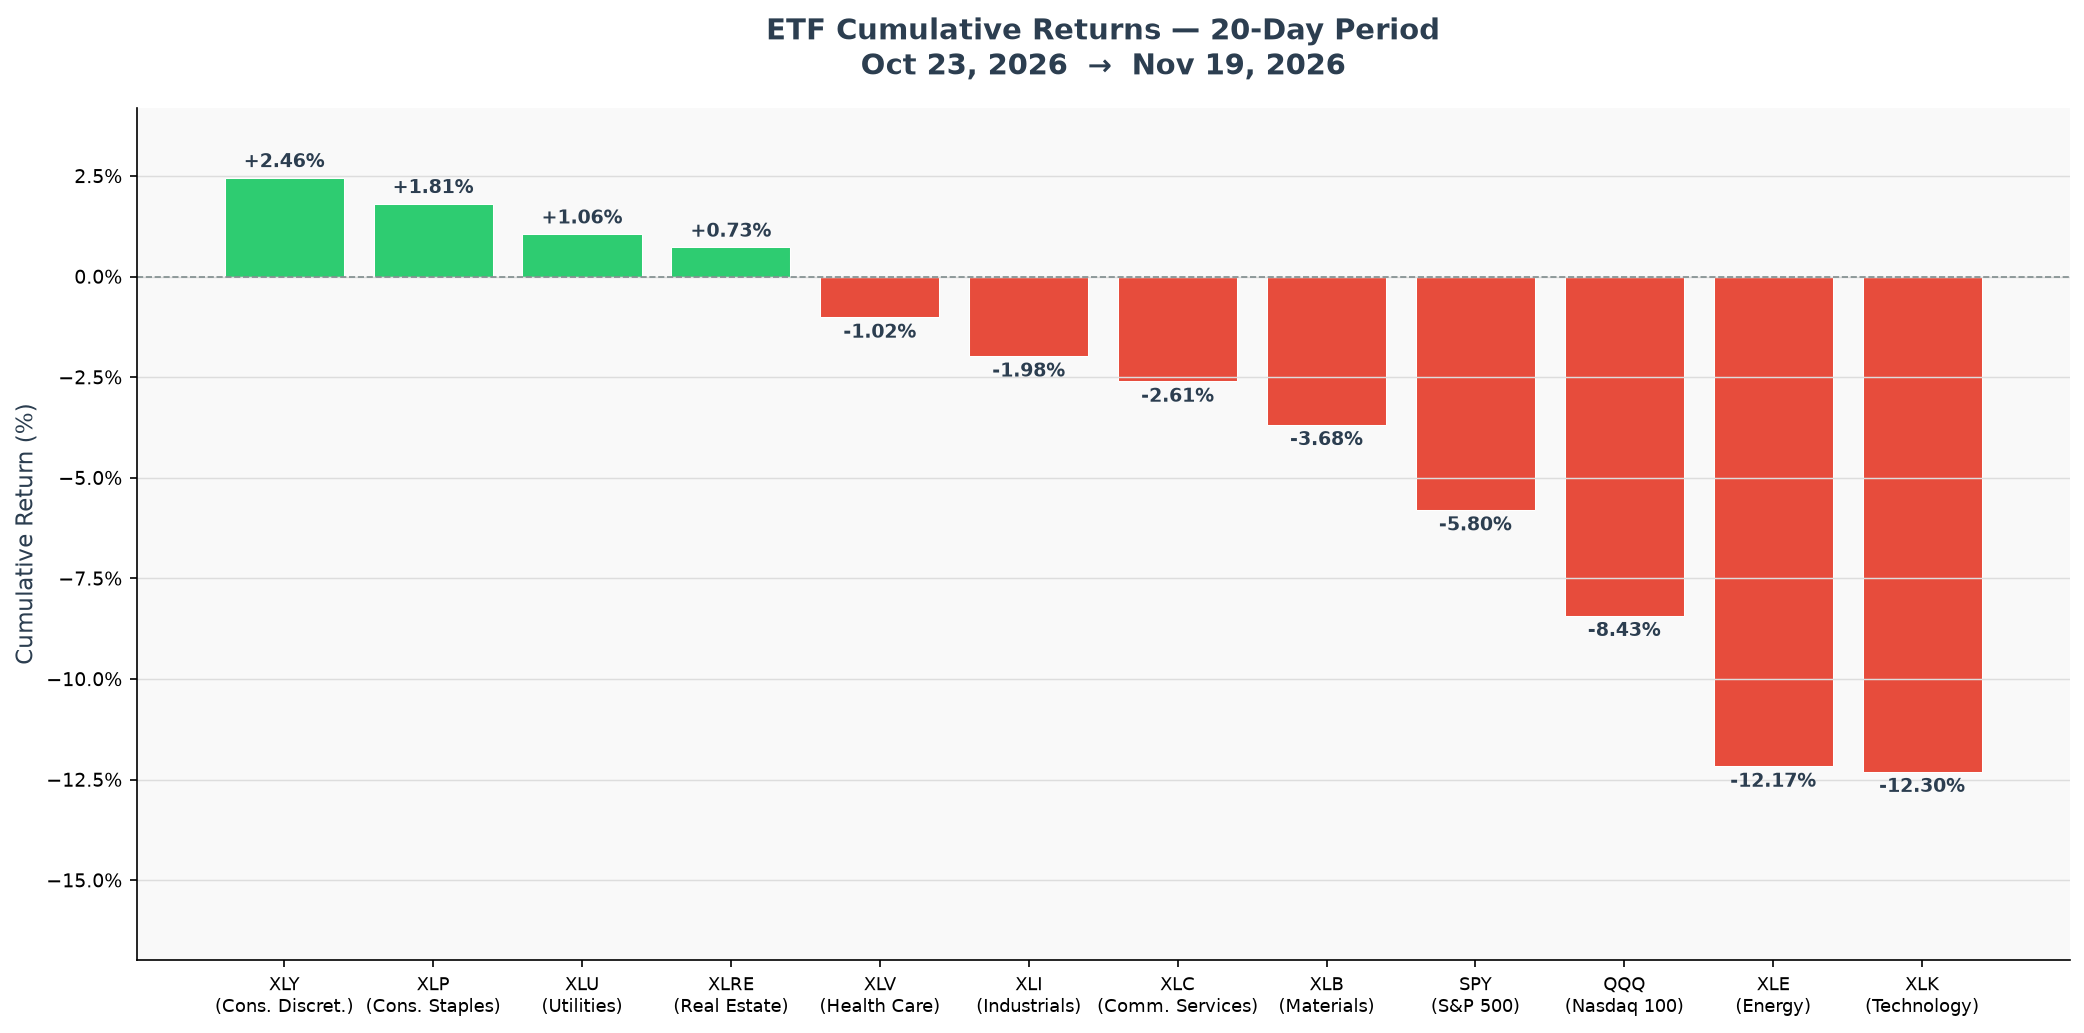 ETF Cumulative Returns — 20-Day Period
Oct 23, 2026 → Nov 19, 2026
Cumulative Return (%)
2.5%
0.0%
−2.5%
−5.0%
−7.5%
−10.0%
−12.5%
−15.0%
+2.46%
+1.81%
+1.06%
+0.73%
-1.02%
-1.98%
-2.61%
-3.68%
-5.80%
-8.43%
-12.17%
-12.30%
XLY
(Cons. Discret.)
XLP
(Cons. Staples)
XLU
(Utilities)
XLRE
(Real Estate)
XLV
(Health Care)
XLI
(Industrials)
XLC
(Comm. Services)
XLB
(Materials)
SPY
(S&P 500)
QQQ
(Nasdaq 100)
XLE
(Energy)
XLK
(Technology)